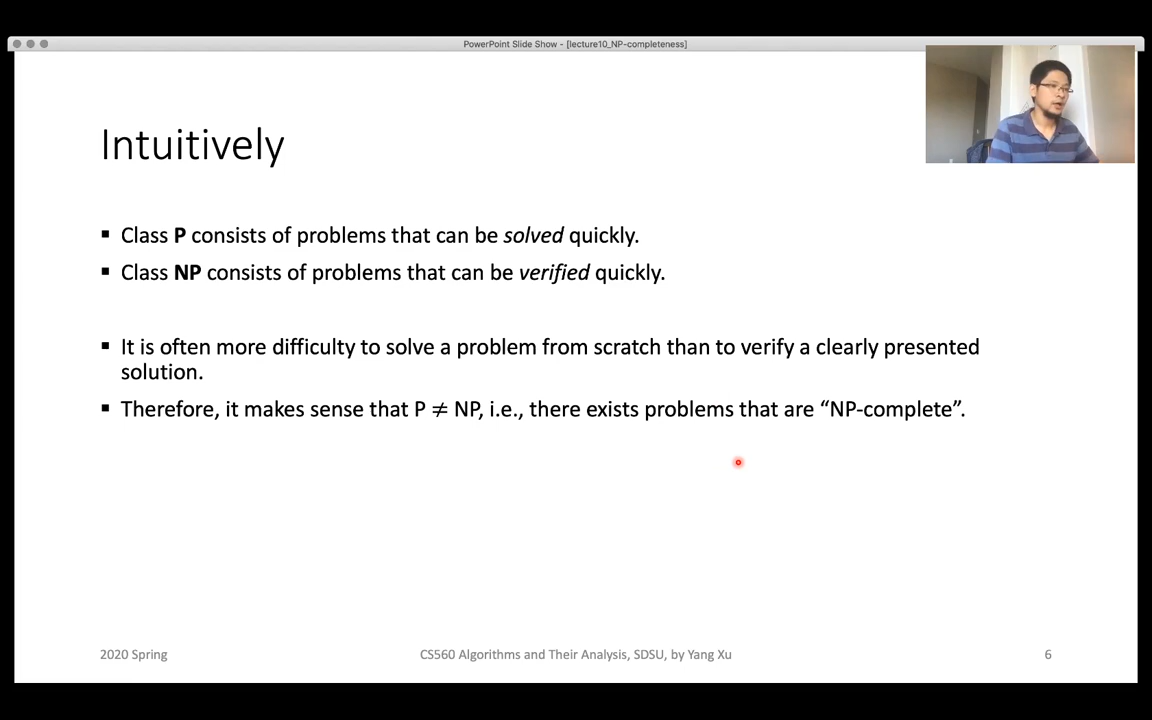 PowerPoint Slide Show - [lecture10_NP-completeness]
Intuitively
▪ Class P consists of problems that can be solved quickly.
▪ Class NP consists of problems that can be verified quickly.
▪ It is often more difficulty to solve a problem from scratch than to verify a clearly presented
solution.
▪ Therefore, it makes sense that P ≠ NP, i.e., there exists problems that are “NP-complete”.
2020 Spring
CS560 Algorithms and Their Analysis, SDSU, by Yang Xu
6